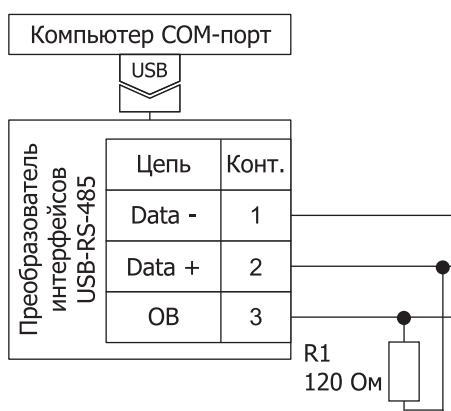 Компьютер COM-порт
USB
Преобразователь
интерфейсов
USB-RS-485
Цепь Конт.
Data - 1
Data + 2
ОВ 3
R1
120 Ом